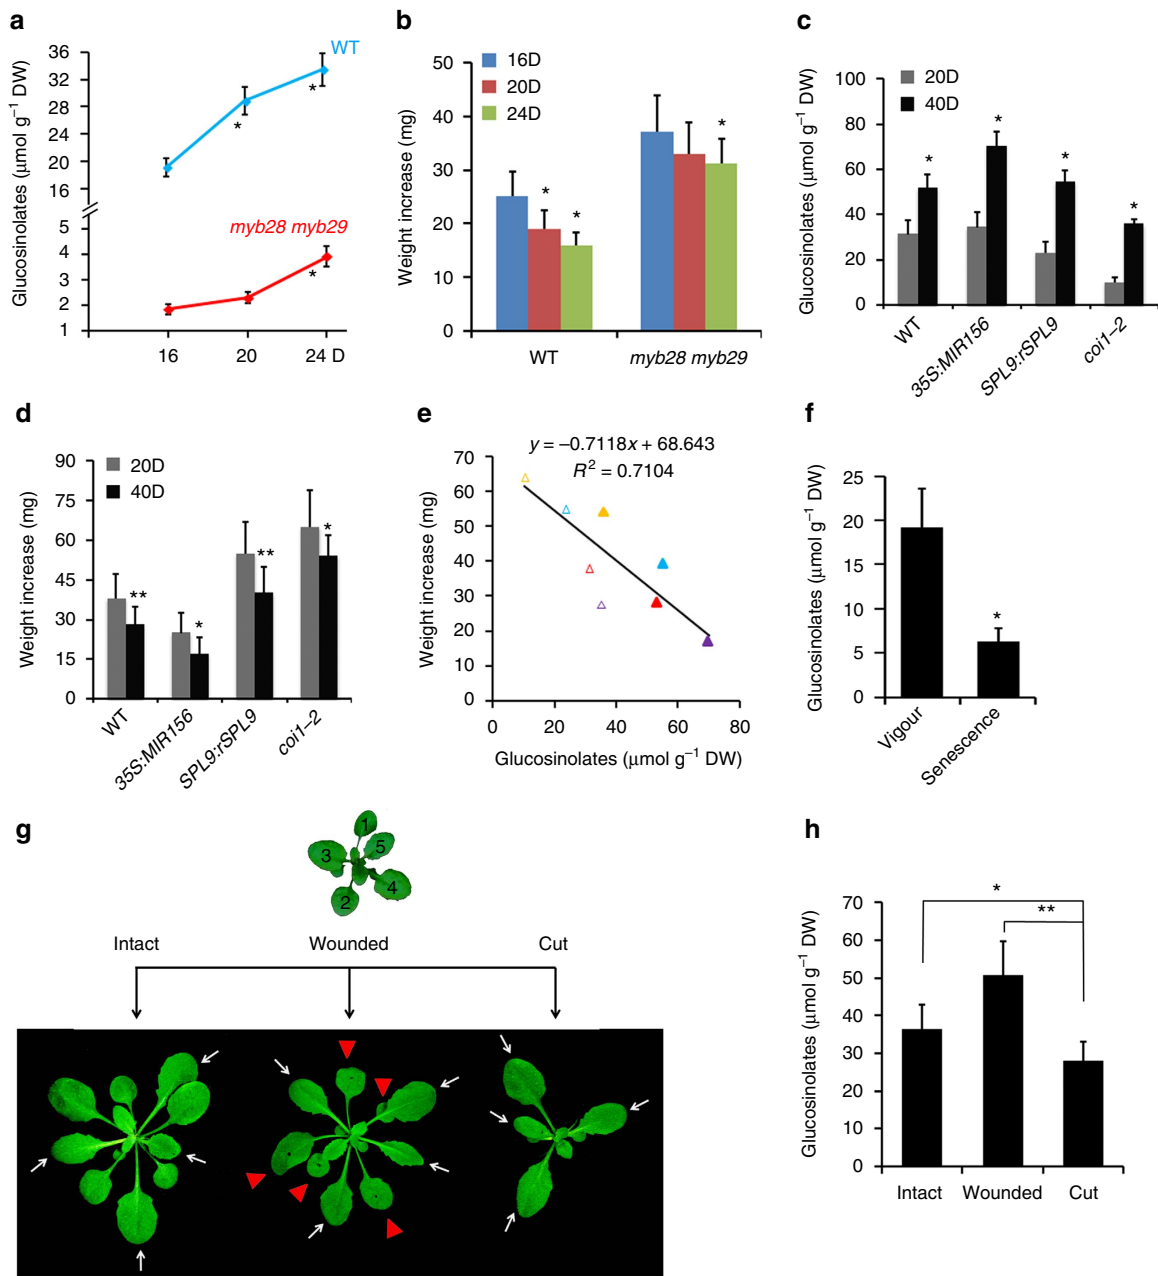 a
Glucosinolates (μmol g⁻¹ DW)
36
32
28
24
20
16
5
4
3
2
1
WT
*
*
myb28 myb29
*
16
20
24 D
b
Weight increase (mg)
50
40
30
20
10
0
16D
20D
24D
*
*
*
WT
myb28 myb29
c
Glucosinolates (μmol g⁻¹ DW)
100
80
60
40
20
0
20D
40D
*
*
*
*
WT
35S:MIR156
SPL9:rSPL9
coi1–2
d
Weight increase (mg)
90
75
60
45
30
15
0
20D
40D
**
*
**
*
WT
35S:MIR156
SPL9:rSPL9
coi1–2
e
y = –0.7118x + 68.643
R² = 0.7104
Weight increase (mg)
70
60
50
40
30
20
10
0
0
20
40
60
80
Glucosinolates (μmol g⁻¹ DW)
f
Glucosinolates (μmol g⁻¹ DW)
25
20
15
10
5
0
*
Vigour
Senescence
g
1
5
3
4
2
Intact
Wounded
Cut
h
Glucosinolates (μmol g⁻¹ DW)
70
60
50
40
30
20
10
0
*
**
Intact
Wounded
Cut